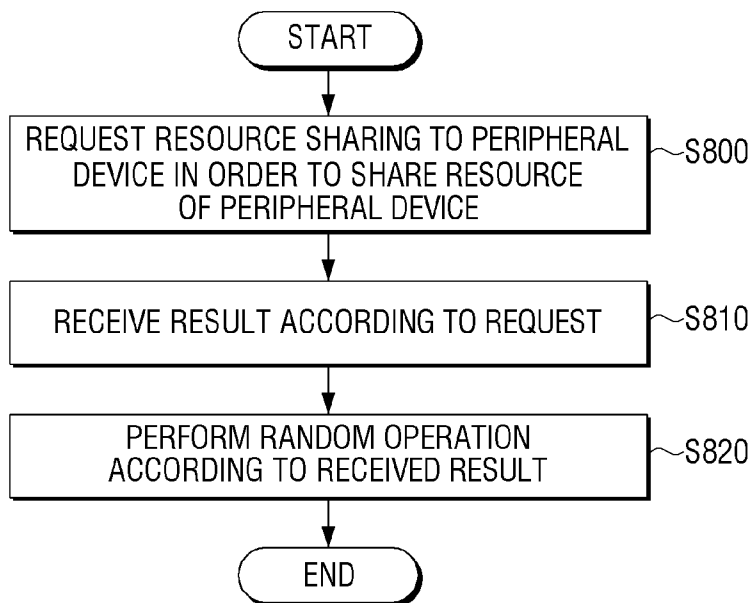 START
REQUEST RESOURCE SHARING TO PERIPHERAL
DEVICE IN ORDER TO SHARE RESOURCE
OF PERIPHERAL DEVICE
S800
RECEIVE RESULT ACCORDING TO REQUEST
S810
PERFORM RANDOM OPERATION
ACCORDING TO RECEIVED RESULT
S820
END